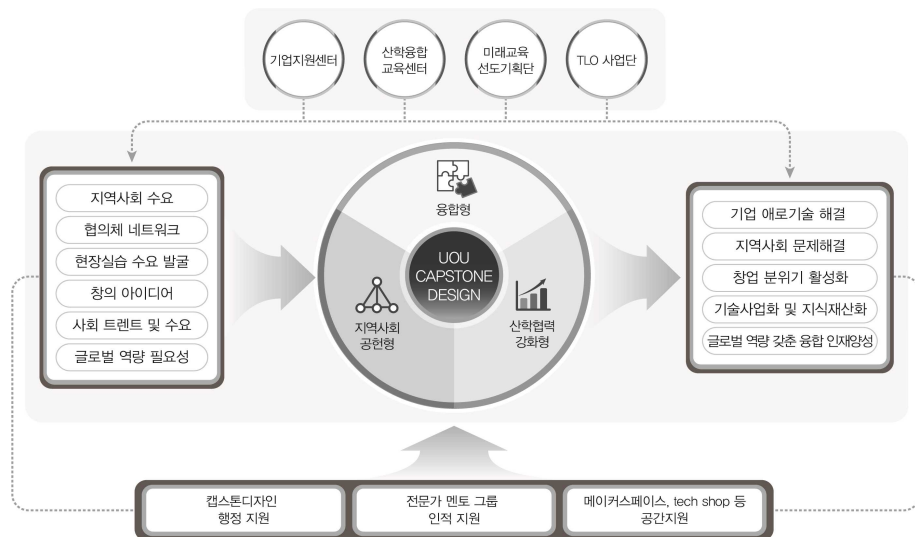 기업지원센터
산학융합
교육센터
미래교육
선도기획단
TLO 사업단
지역사회 수요
협의체 네트워크
현장실습 수요 발굴
창의 아이디어
사회 트렌트 및 수요
글로벌 역량 필요성
융합형
UOU
CAPSTONE
DESIGN
지역사회
공헌형
산학협력
강화형
기업 애로기술 해결
지역사회 문제해결
창업 분위기 활성화
기술사업화 및 지식재산화
글로벌 역량 갖춘 융합 인재양성
캡스톤디자인
행정 지원
전문가 멘토 그룹
인적 지원
메이커스페이스, tech shop 등
공간지원